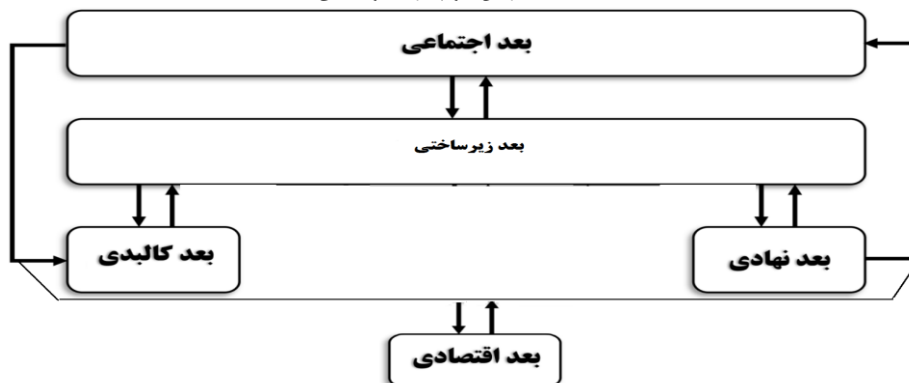 بعد اجتماعی
بعد زیرساختی
بعد نهادی
بعد کالبدی
بعد اقتصادی